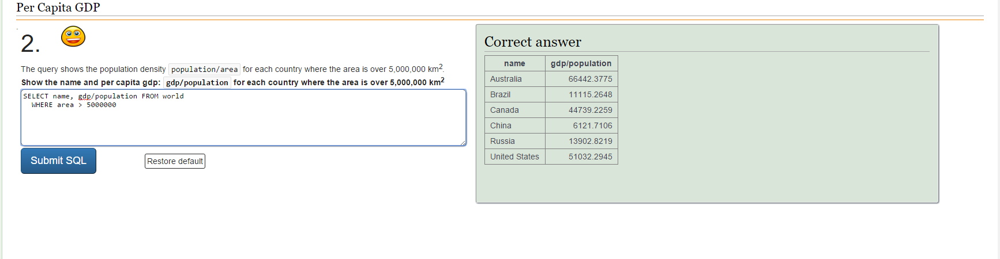 Per Capita GDP
2.
The query shows the population density population/area for each country where the area is over 5,000,000 km2.
Show the name and per capita gdp: gdp/population for each country where the area is over 5,000,000 km2
SELECT name, gdp/population FROM world
WHERE area > 5000000
Submit SQL
Restore default
Correct answer
name gdp/population
Australia 66442.3775
Brazil 11115.2648
Canada 44739.2259
China 6121.7106
Russia 13902.8219
United States 51032.2945